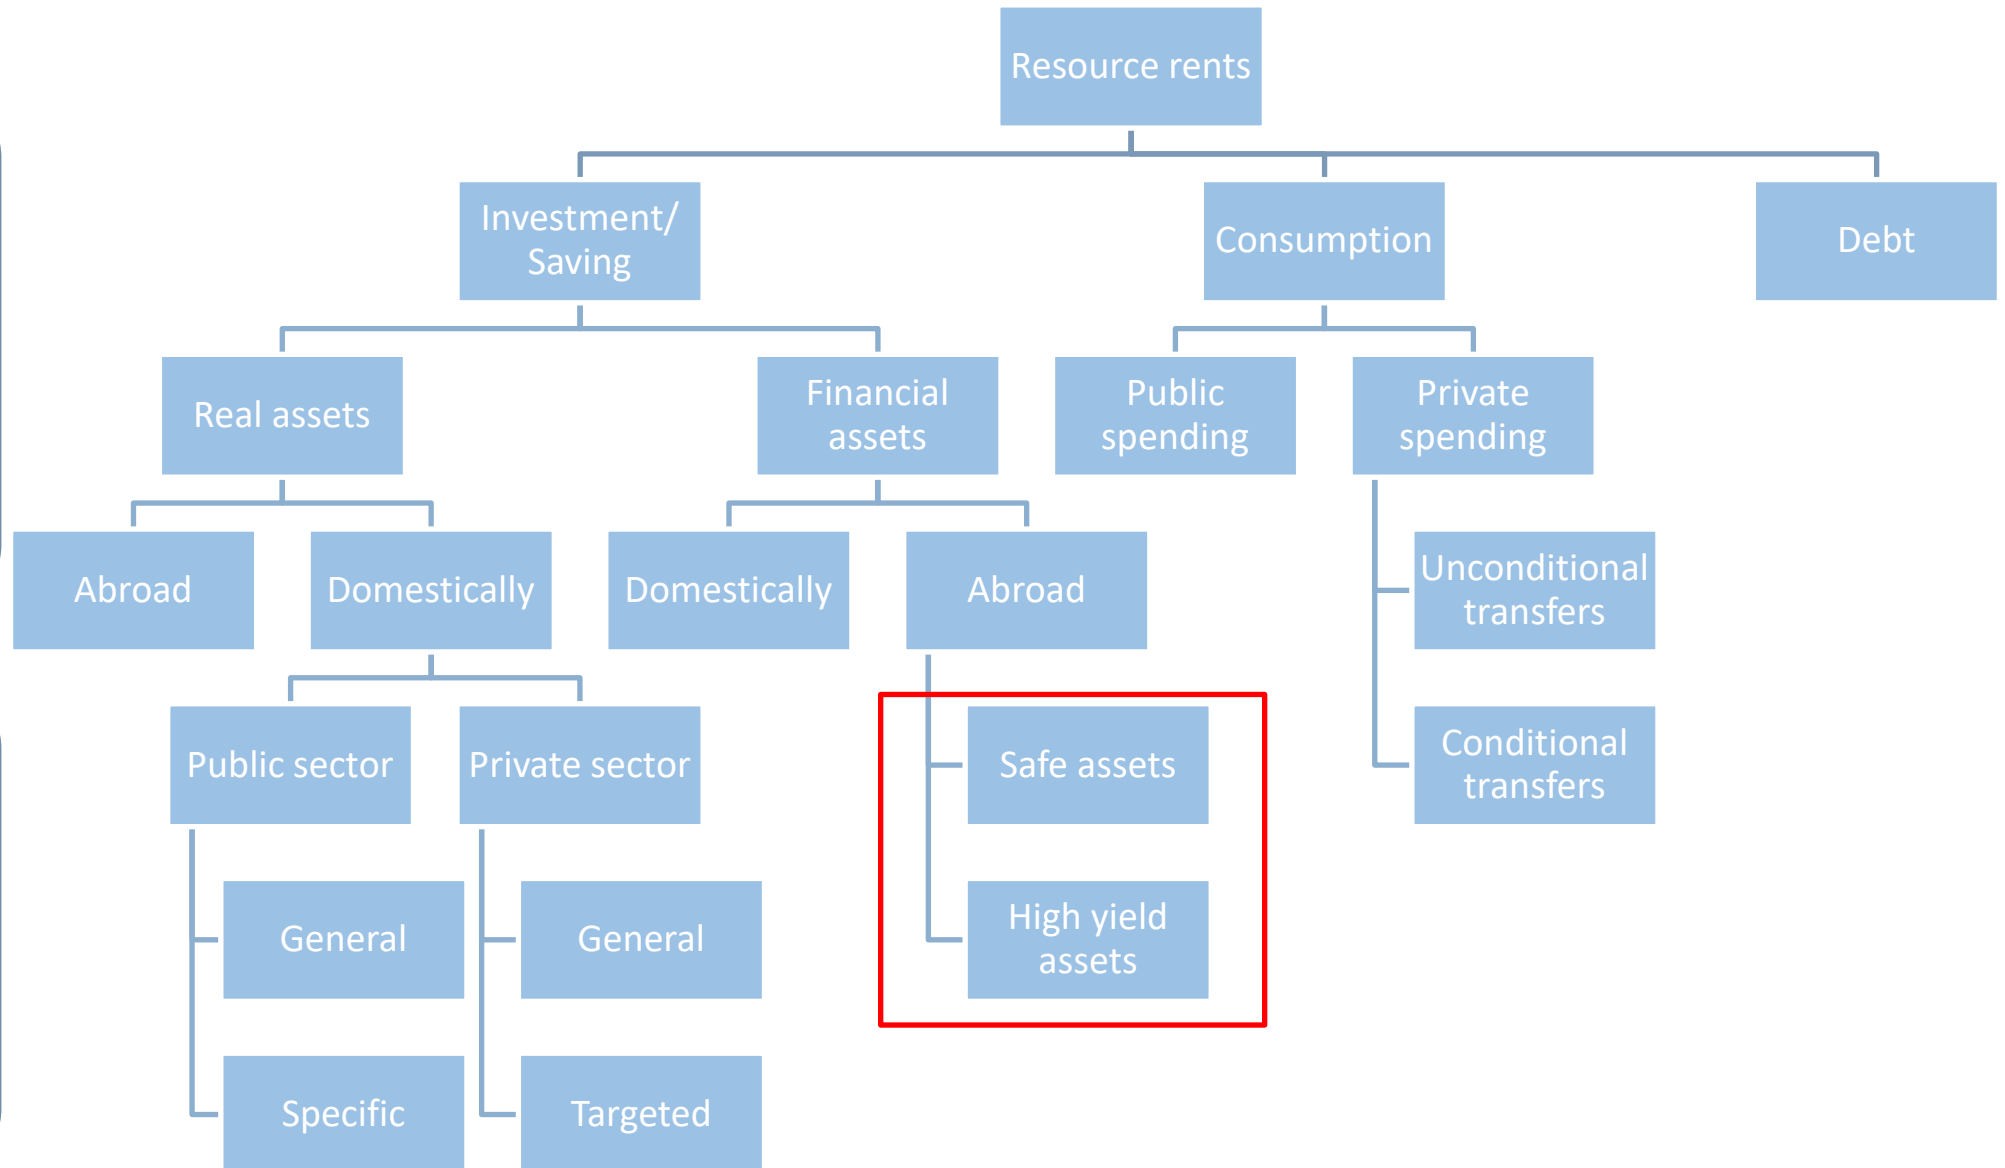 Resource rents
Investment/
Saving
Consumption
Debt
Real assets
Financial
assets
Public
spending
Private
spending
Abroad
Domestically
Domestically
Abroad
Unconditional
transfers
Public sector
Private sector
Safe assets
Conditional
transfers
General
General
High yield
assets
Specific
Targeted